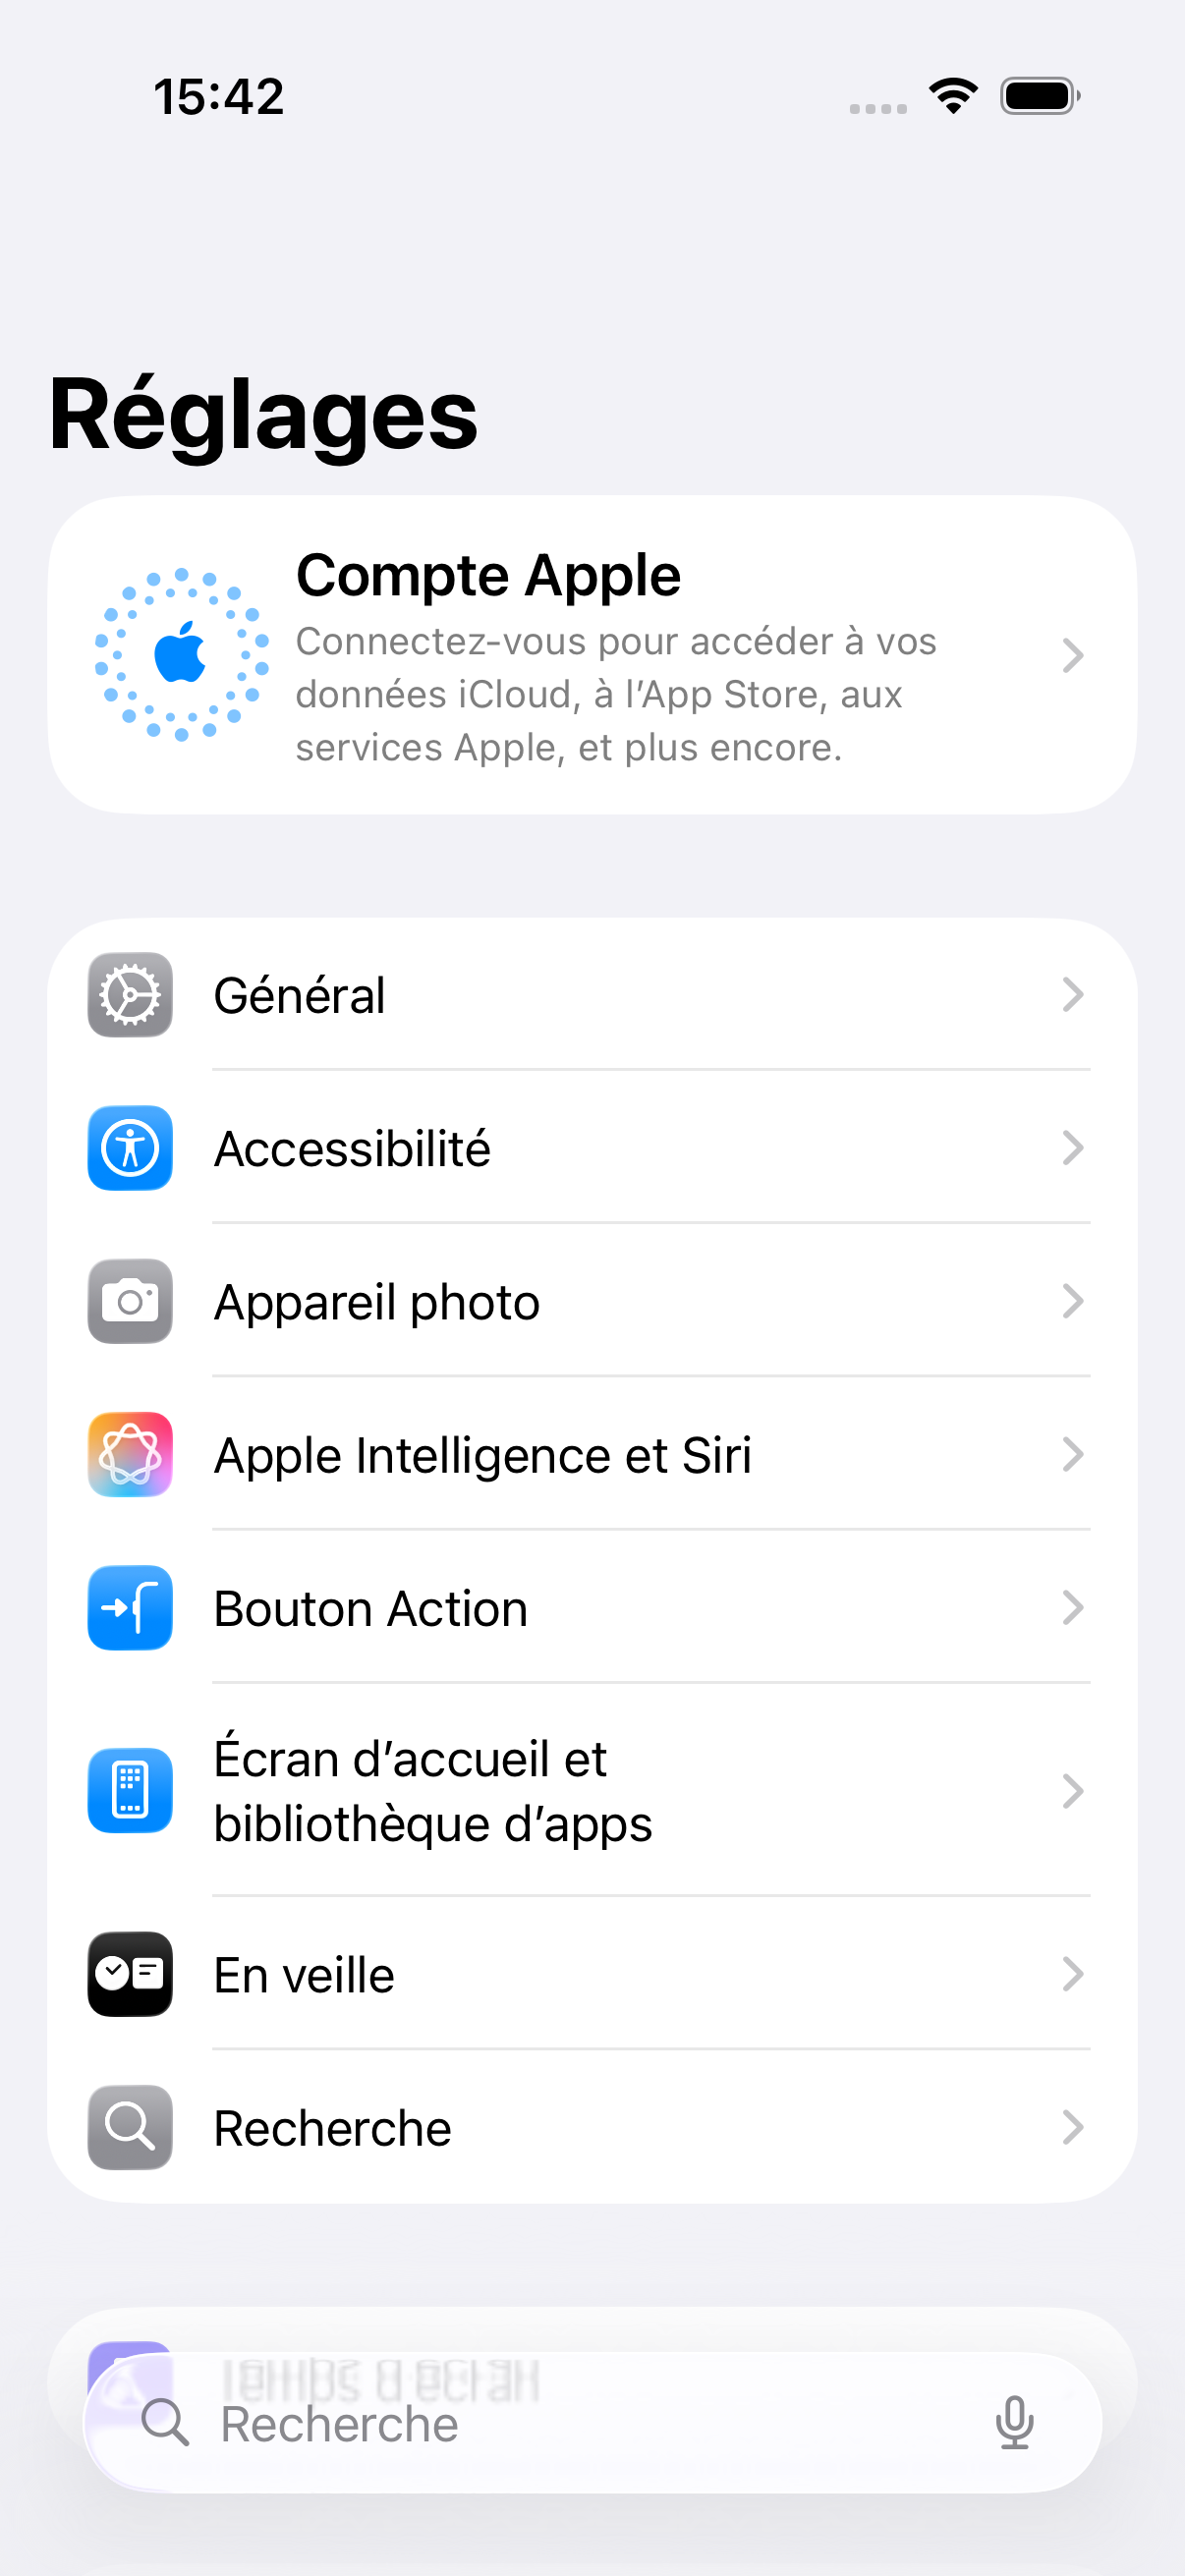 15:42
Réglages
Compte Apple
Connectez-vous pour accéder à vos
données iCloud, à l’App Store, aux
services Apple, et plus encore.
Général
Accessibilité
Appareil photo
Apple Intelligence et Siri
Bouton Action
Écran d’accueil et
bibliothèque d’apps
En veille
Recherche
Temps d’écran
Recherche